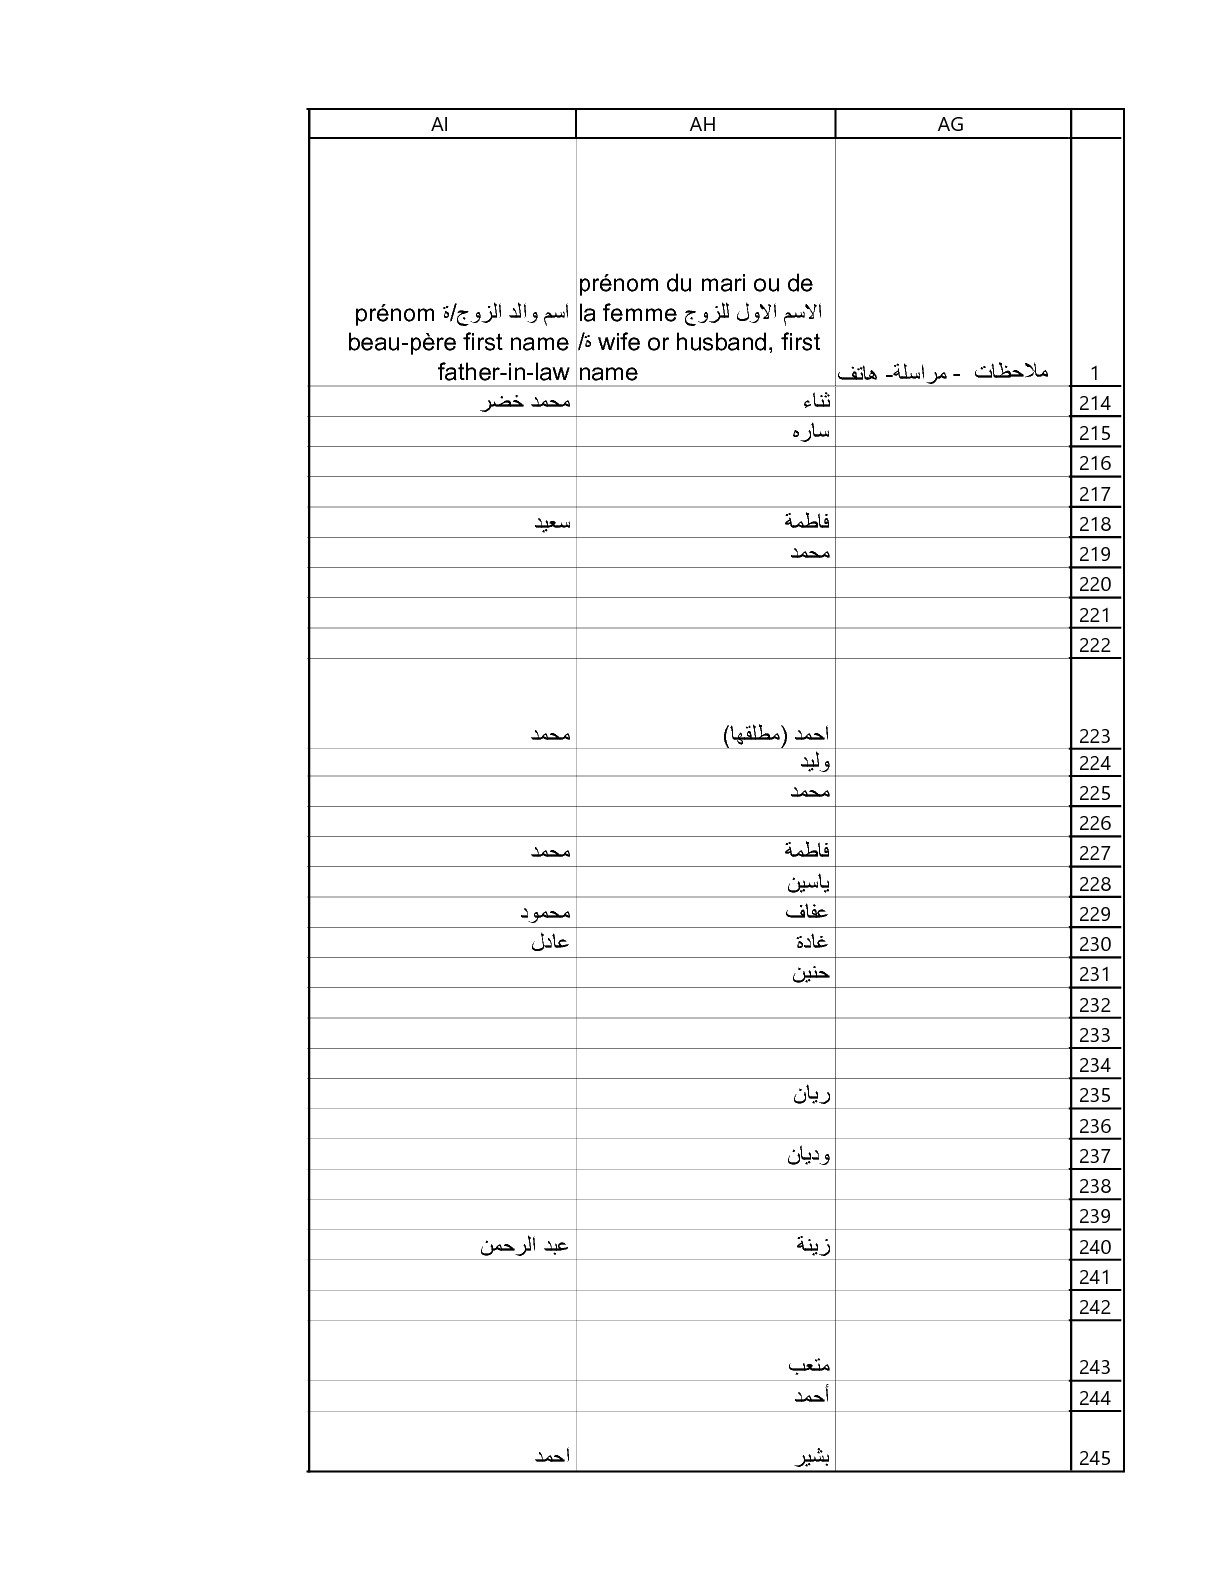 AI AH AG
prénom du mari ou de
prénom اسم والد الزوج/ة la femme الاسم الاول للزوج
beau-père first name /ة wife or husband, first
father-in-law name ملاحظات - مراسلة- هاتف 1
محمد خضر ثناء 214
ساره 215
216
217
سعيد فاطمة 218
محمد 219
220
221
222
محمد احمد (مطلقها) 223
وليد 224
محمد 225
226
محمد فاطمة 227
ياسين 228
محمود عفاف 229
عادل غادة 230
حنين 231
232
233
234
ريان 235
236
وديان 237
238
239
عبد الرحمن زينة 240
241
242
متعب 243
أحمد 244
احمد بشير 245